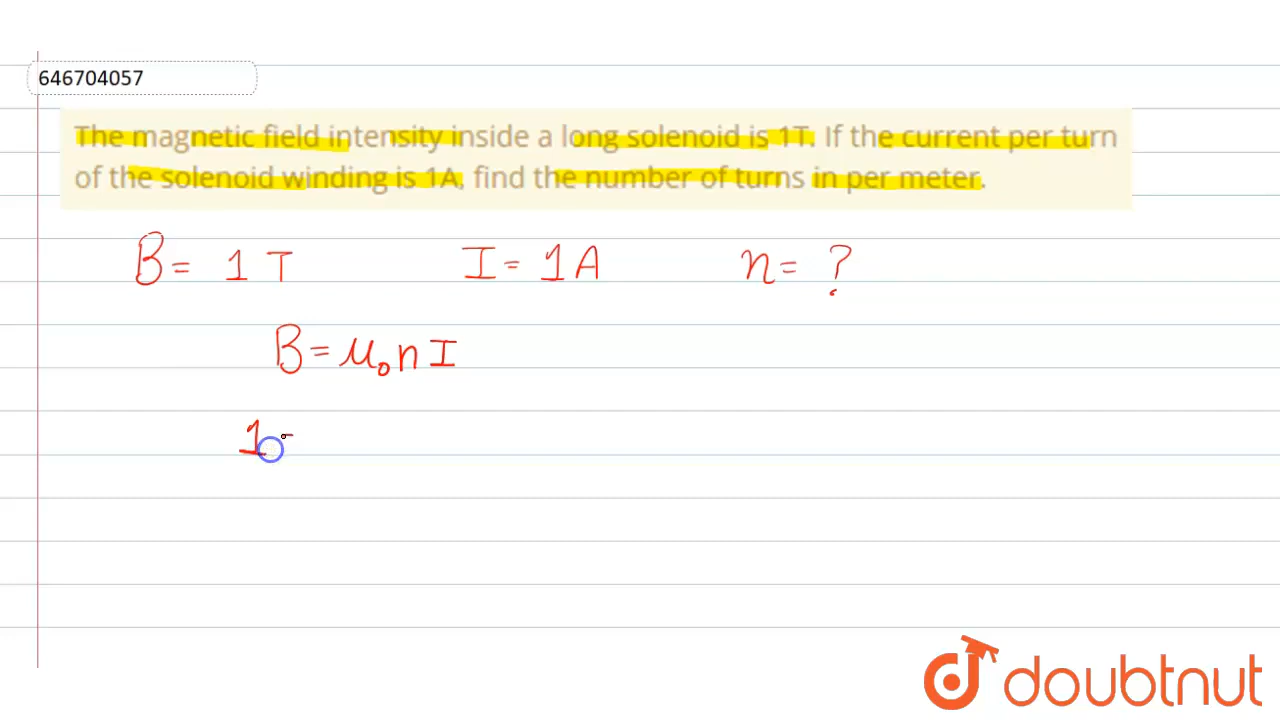 646704057
The magnetic field intensity inside a long solenoid is 1T. If the current per turn
of the solenoid winding is 1A, find the number of turns in per meter.
B = 1 T I = 1A n = ?
B = μ₀ n I
1 -
doubtnut